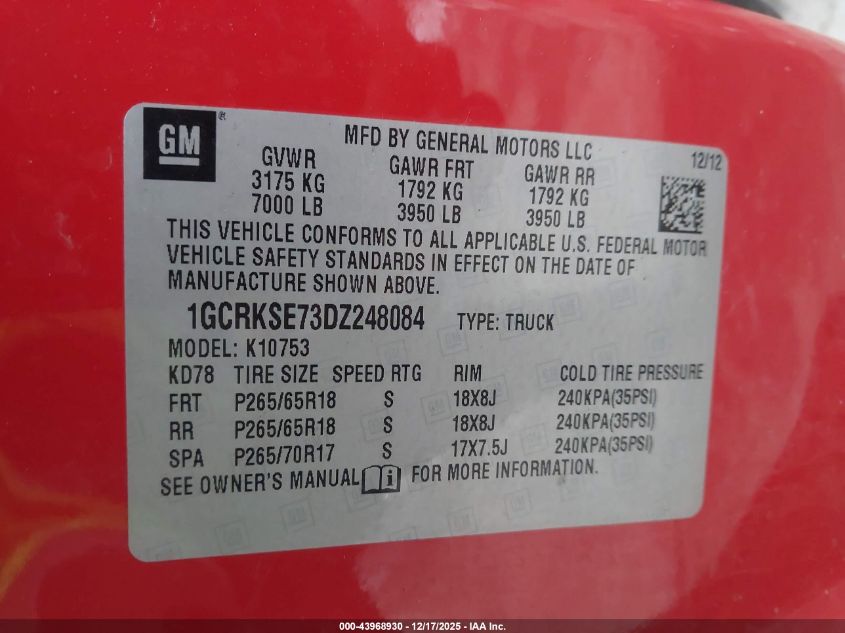 GM®
MFD BY GENERAL MOTORS LLC
12/12
GVWR GAWR FRT GAWR RR
3175 KG 1792 KG 1792 KG
7000 LB 3950 LB 3950 LB
THIS VEHICLE CONFORMS TO ALL APPLICABLE U.S. FEDERAL MOTOR
VEHICLE SAFETY STANDARDS IN EFFECT ON THE DATE OF
MANUFACTURE SHOWN ABOVE.
1GCRKSE73DZ248084 TYPE: TRUCK
MODEL: K10753
KD78 TIRE SIZE SPEED RTG RIM COLD TIRE PRESSURE
FRT P265/65R18 S 18X8J 240KPA(35PSI)
RR P265/65R18 S 18X8J 240KPA(35PSI)
SPA P265/70R17 S 17X7.5J 240KPA(35PSI)
SEE OWNER'S MANUAL i FOR MORE INFORMATION.
000-43968930 - 12/17/2025 - IAA Inc.